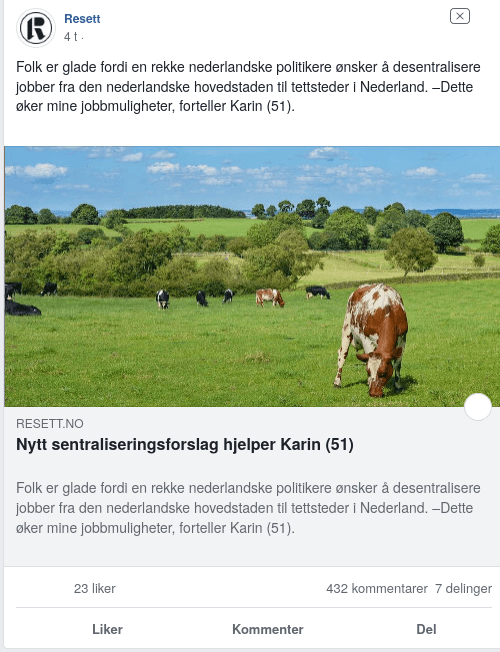 Resett
4 t ·
Folk er glade fordi en rekke nederlandske politikere ønsker å desentralisere
jobber fra den nederlandske hovedstaden til tettsteder i Nederland. –Dette
øker mine jobbmuligheter, forteller Karin (51).
RESETT.NO
Nytt sentraliseringsforslag hjelper Karin (51)
Folk er glade fordi en rekke nederlandske politikere ønsker å desentralisere
jobber fra den nederlandske hovedstaden til tettsteder i Nederland. –Dette
øker mine jobbmuligheter, forteller Karin (51).
23 liker 432 kommentarer 7 delinger
Liker Kommenter Del